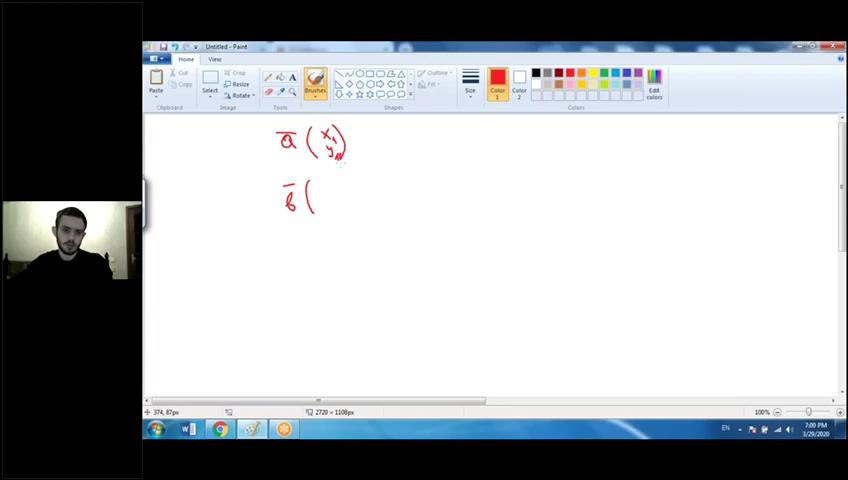 Untitled - Paint
Home View
Paste
Cut
Copy
Clipboard
Select
Crop
Resize
Rotate
Image
A
Tools
Brushes
Outline
Fill
Shapes
Size
Color 1
Color 2
Edit colors
Colors
a ( x1
y1 )
b (
374, 87px
2720 × 1108px
100%
EN
7:00 PM
3/29/2020